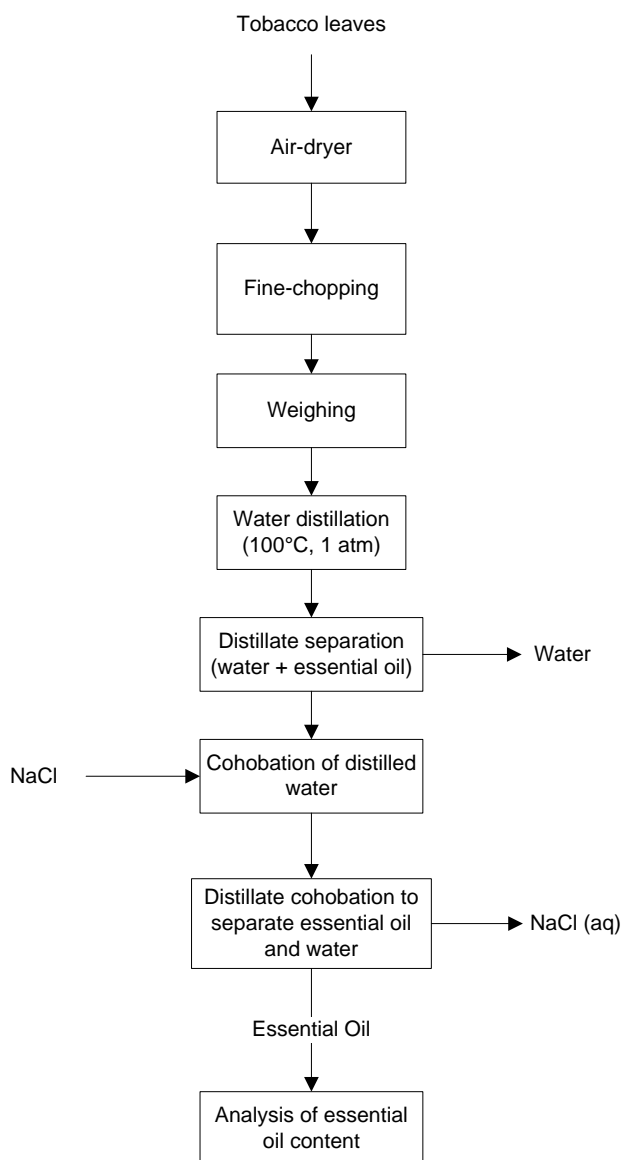 Tobacco leaves
Air-dryer
Fine-chopping
Weighing
Water distillation
(100°C, 1 atm)
Distillate separation
(water + essential oil)
Water
Cohobation of distilled
water
NaCl
Distillate cohobation to
separate essential oil
and water
NaCl (aq)
Essential Oil
Analysis of essential
oil content